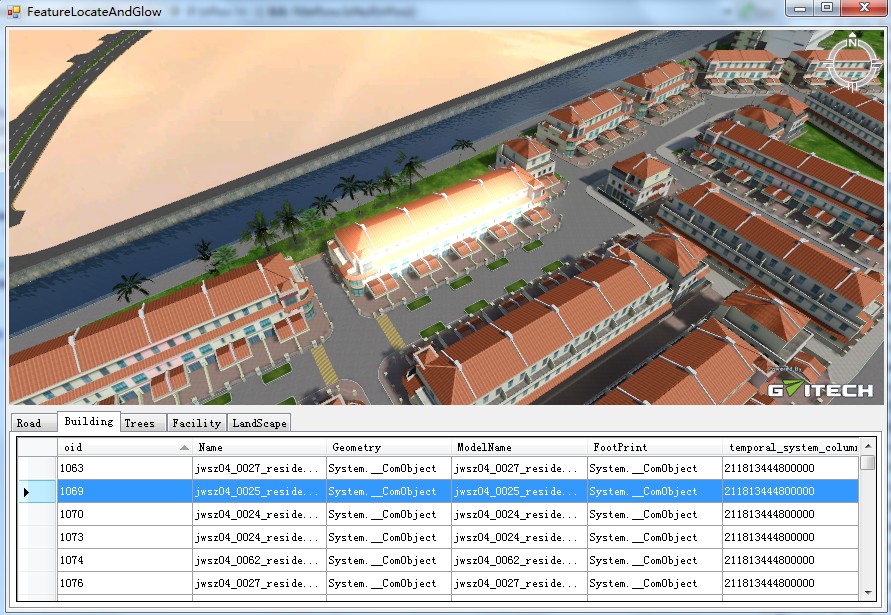 FeatureLocateAndGlow
N
Powered By
GVITECH
Road Building Trees Facility LandScape
oid Name Geometry ModelName FootPrint temporal_system_column
1063 jwsz04_0027_reside... System.__ComObject jwsz04_0027_reside... System.__ComObject 211813444800000
1069 jwsz04_0025_reside... System.__ComObject jwsz04_0025_reside... System.__ComObject 211813444800000
1070 jwsz04_0024_reside... System.__ComObject jwsz04_0024_reside... System.__ComObject 211813444800000
1073 jwsz04_0024_reside... System.__ComObject jwsz04_0024_reside... System.__ComObject 211813444800000
1074 jwsz04_0062_reside... System.__ComObject jwsz04_0062_reside... System.__ComObject 211813444800000
1076 jwsz04_0027_reside... System.__ComObject jwsz04_0027_reside... System.__ComObject 211813444800000